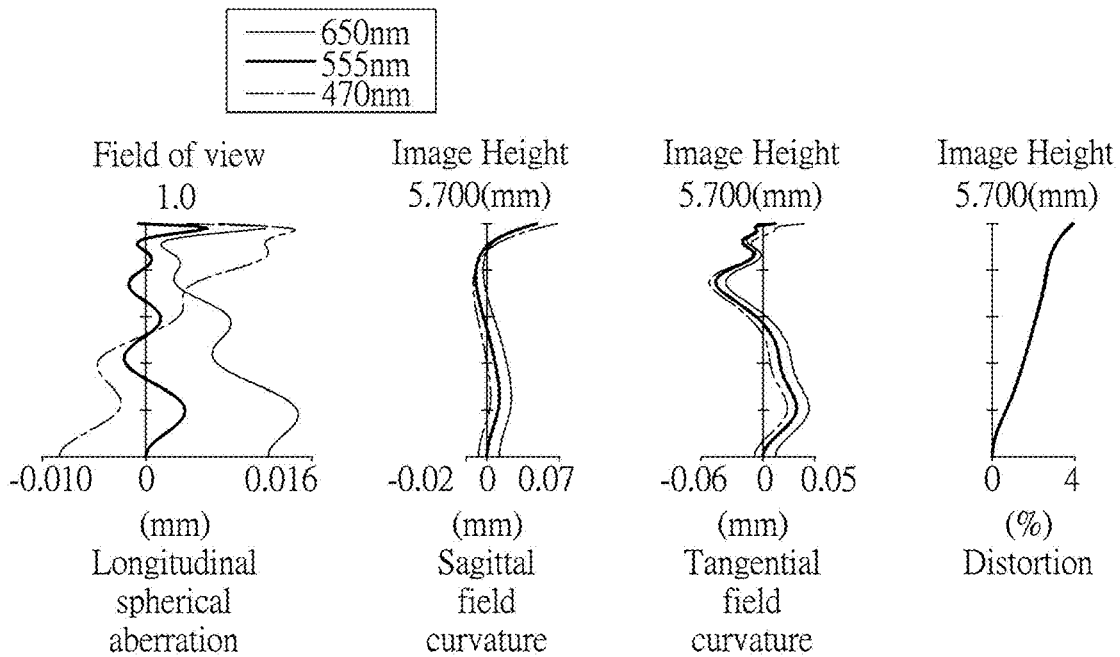 650nm
555nm
470nm
Field of view
1.0
Image Height
5.700(mm)
Image Height
5.700(mm)
Image Height
5.700(mm)
-0.010 0 0.016
(mm)
Longitudinal
spherical
aberration
-0.02 0 0.07
(mm)
Sagittal
field
curvature
-0.06 0 0.05
(mm)
Tangential
field
curvature
0 4
(%)
Distortion